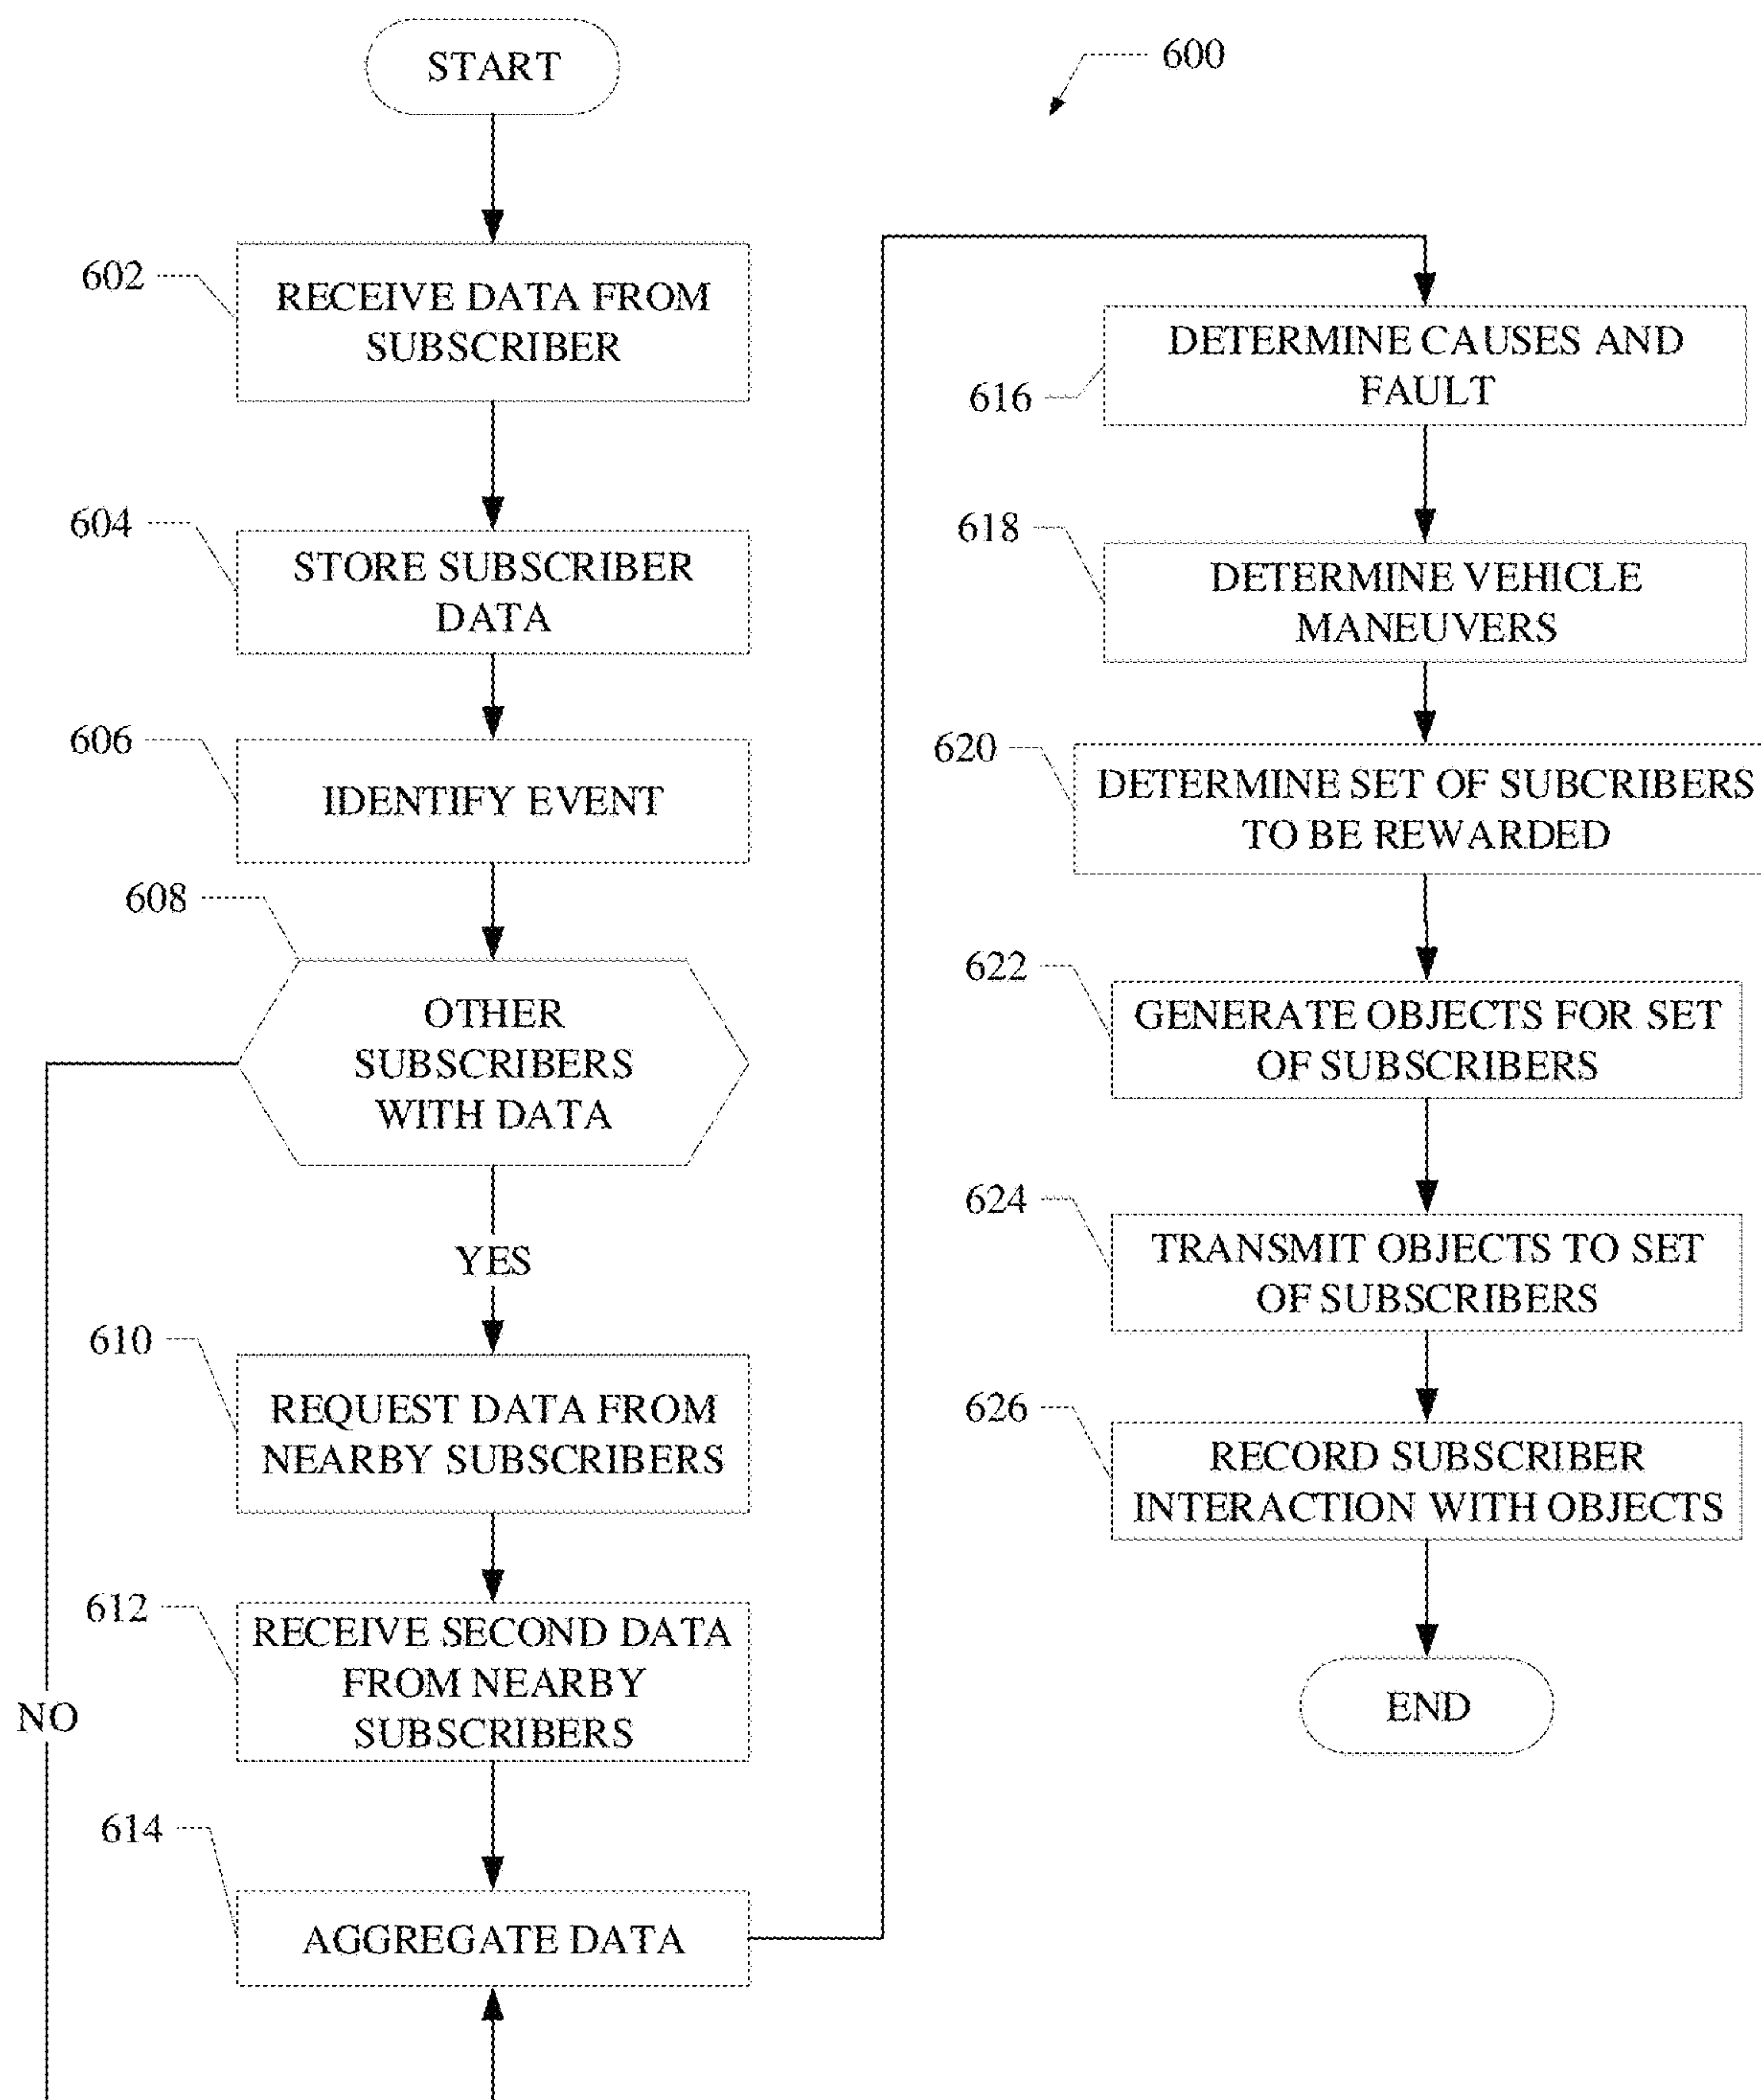 START
600
602
RECEIVE DATA FROM
SUBSCRIBER
604
STORE SUBSCRIBER
DATA
606
IDENTIFY EVENT
608
OTHER
SUBSCRIBERS
WITH DATA
YES
610
REQUEST DATA FROM
NEARBY SUBSCRIBERS
612
RECEIVE SECOND DATA
FROM NEARBY
SUBSCRIBERS
NO
614
AGGREGATE DATA
616
DETERMINE CAUSES AND
FAULT
618
DETERMINE VEHICLE
MANEUVERS
620
DETERMINE SET OF SUBCRIBERS
TO BE REWARDED
622
GENERATE OBJECTS FOR SET
OF SUBSCRIBERS
624
TRANSMIT OBJECTS TO SET
OF SUBSCRIBERS
626
RECORD SUBSCRIBER
INTERACTION WITH OBJECTS
END